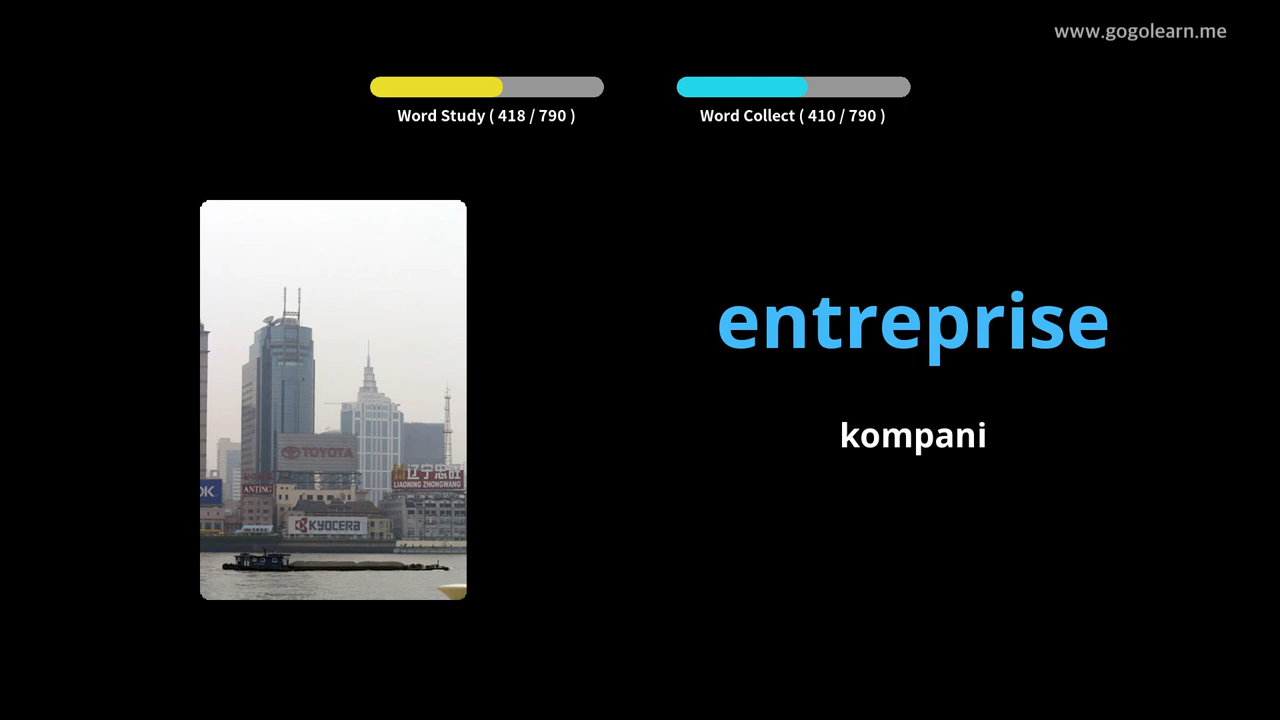 www.gogolearn.me
Word Study ( 418 / 790 )
Word Collect ( 410 / 790 )
entreprise
kompani
TOYOTA
辽宁忠旺
LIAONING ZHONGWANG
ANTING
KYOCERA